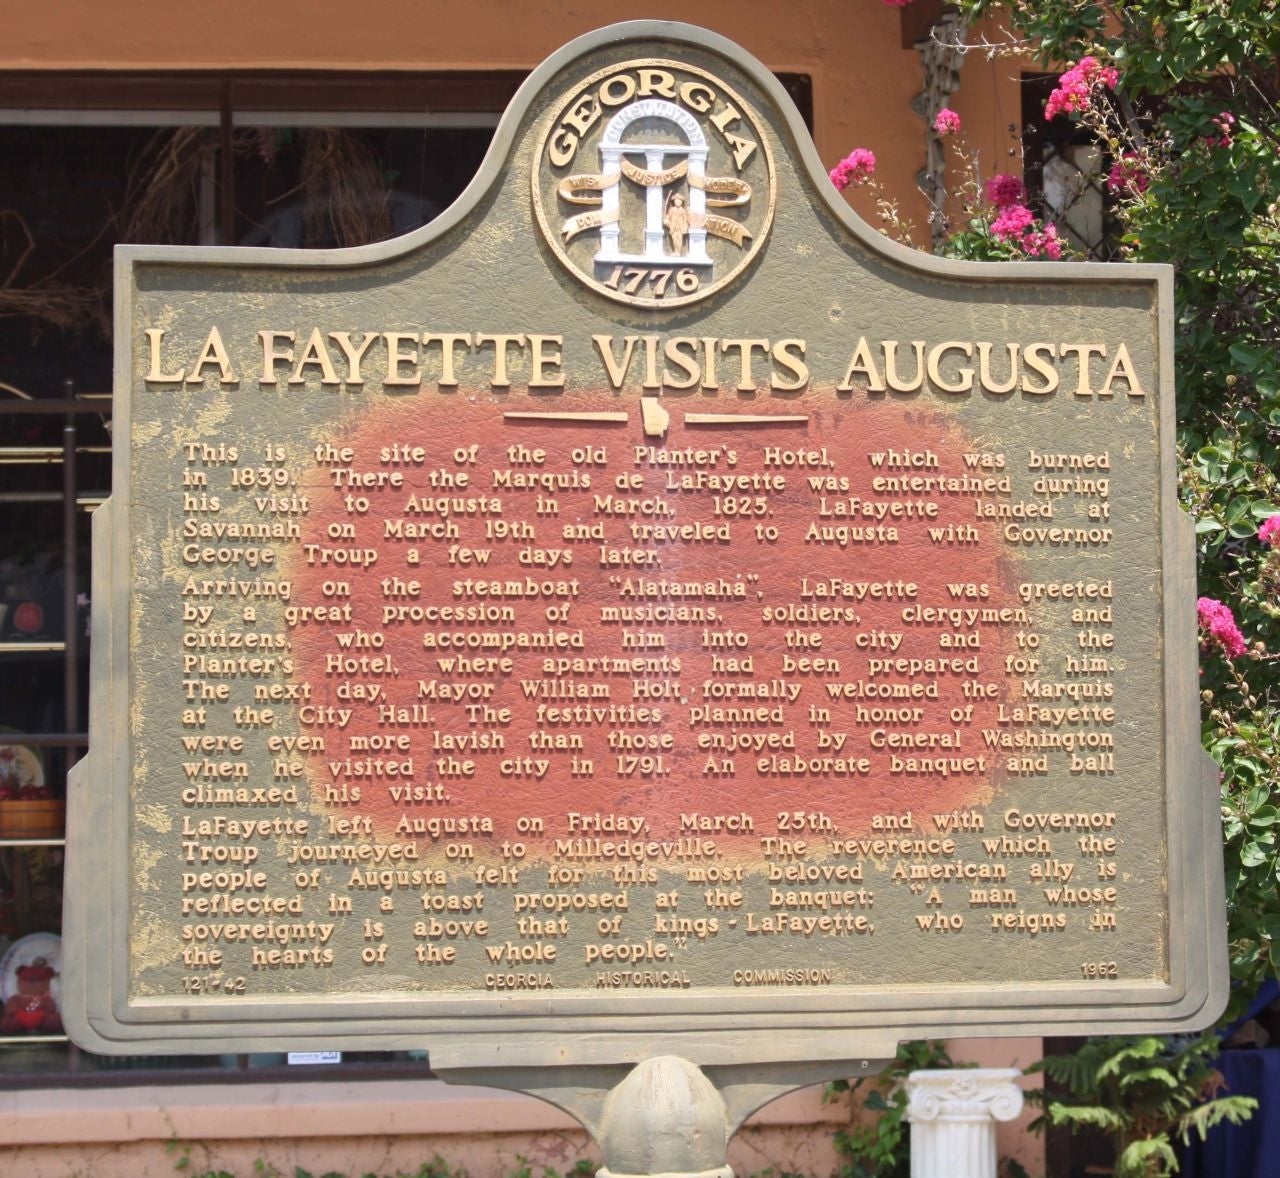 GEORGIA
CONSTITUTION
JUSTICE
WIS
MODER
POL
ATION
1776
LA FAYETTE VISITS AUGUSTA
This is the site of the old Planter's Hotel, which was burned
in 1839. There the Marquis de LaFayette was entertained during
his visit to Augusta in March, 1825. LaFayette landed at
Savannah on March 19th and traveled to Augusta with Governor
George Troup a few days later.
Arriving on the steamboat "Alatamaha", LaFayette was greeted
by a great procession of musicians, soldiers, clergymen, and
citizens, who accompanied him into the city and to the
Planter's Hotel, where apartments had been prepared for him.
The next day, Mayor William Holt formally welcomed the Marquis
at the City Hall. The festivities planned in honor of LaFayette
were even more lavish than those enjoyed by General Washington
when he visited the city in 1791. An elaborate banquet and ball
climaxed his visit.
LaFayette left Augusta on Friday, March 25th, and with Governor
Troup journeyed on to Milledgeville. The reverence which the
people of Augusta felt for this most beloved American ally is
reflected in a toast proposed at the banquet: "A man whose
sovereignty is above that of kings - LaFayette, who reigns in
the hearts of the whole people."
121-42 GEORGIA HISTORICAL COMMISSION 1962
secured by ADT